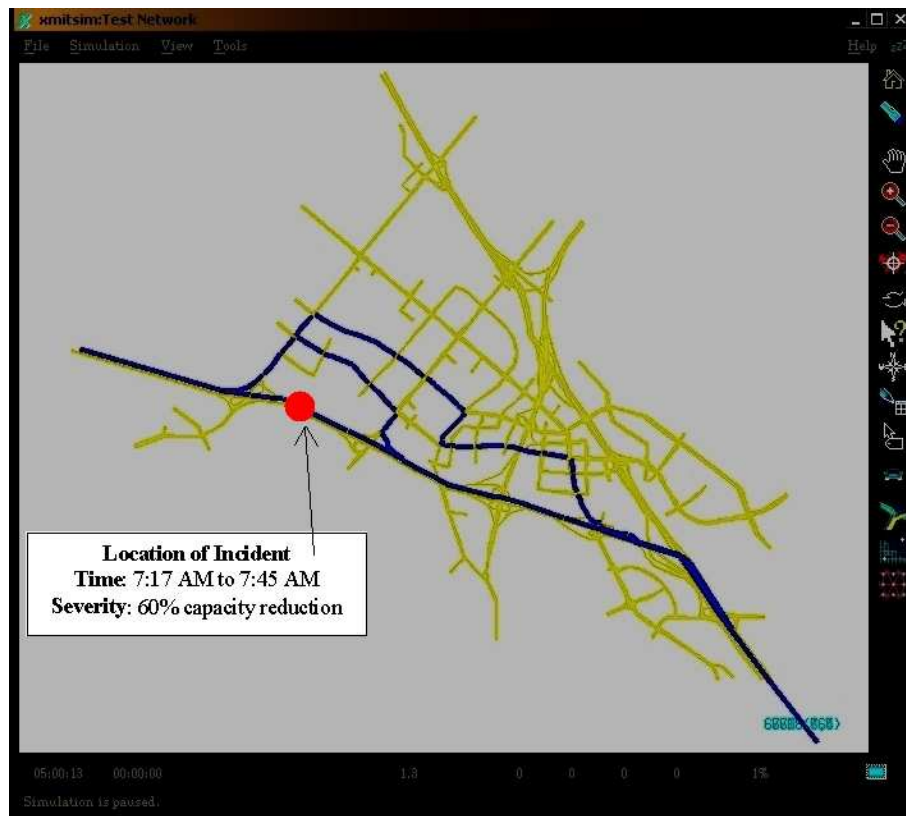 xmitsim:Test Network
File Simulation View Tools Help
Location of Incident
Time: 7:17 AM to 7:45 AM
Severity: 60% capacity reduction
05:00:13 00:00:00 1.3 0 0 0 0 1%
Simulation is paused.